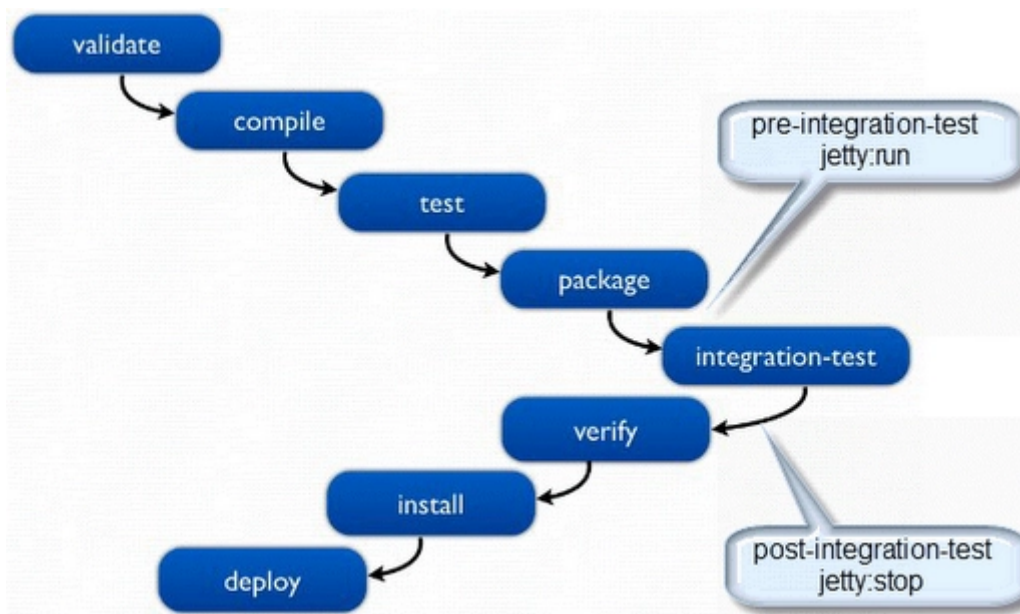 validate
compile
pre-integration-test
jetty:run
test
package
integration-test
verify
install
post-integration-test
jetty:stop
deploy